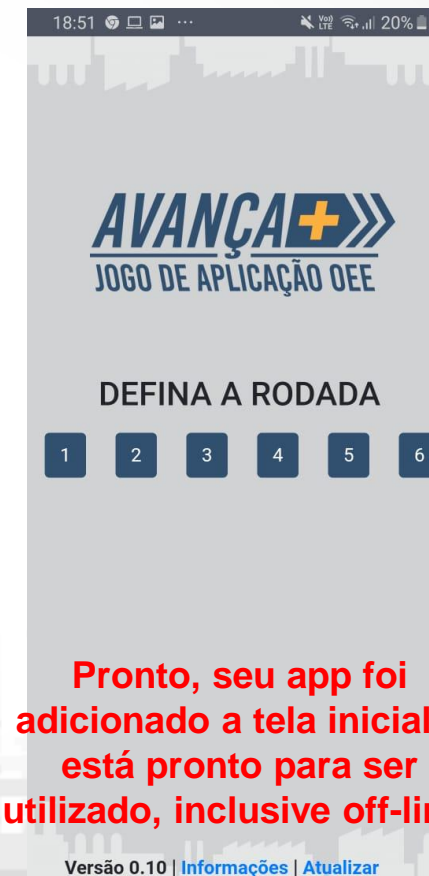 18:51 ... 20%
AVANÇA+
JOGO DE APLICAÇÃO OEE
DEFINA A RODADA
1 2 3 4 5 6
Pronto, seu app foi
adicionado a tela inicial
está pronto para ser
utilizado, inclusive
Versão 0.10 | Informações | Atualizar